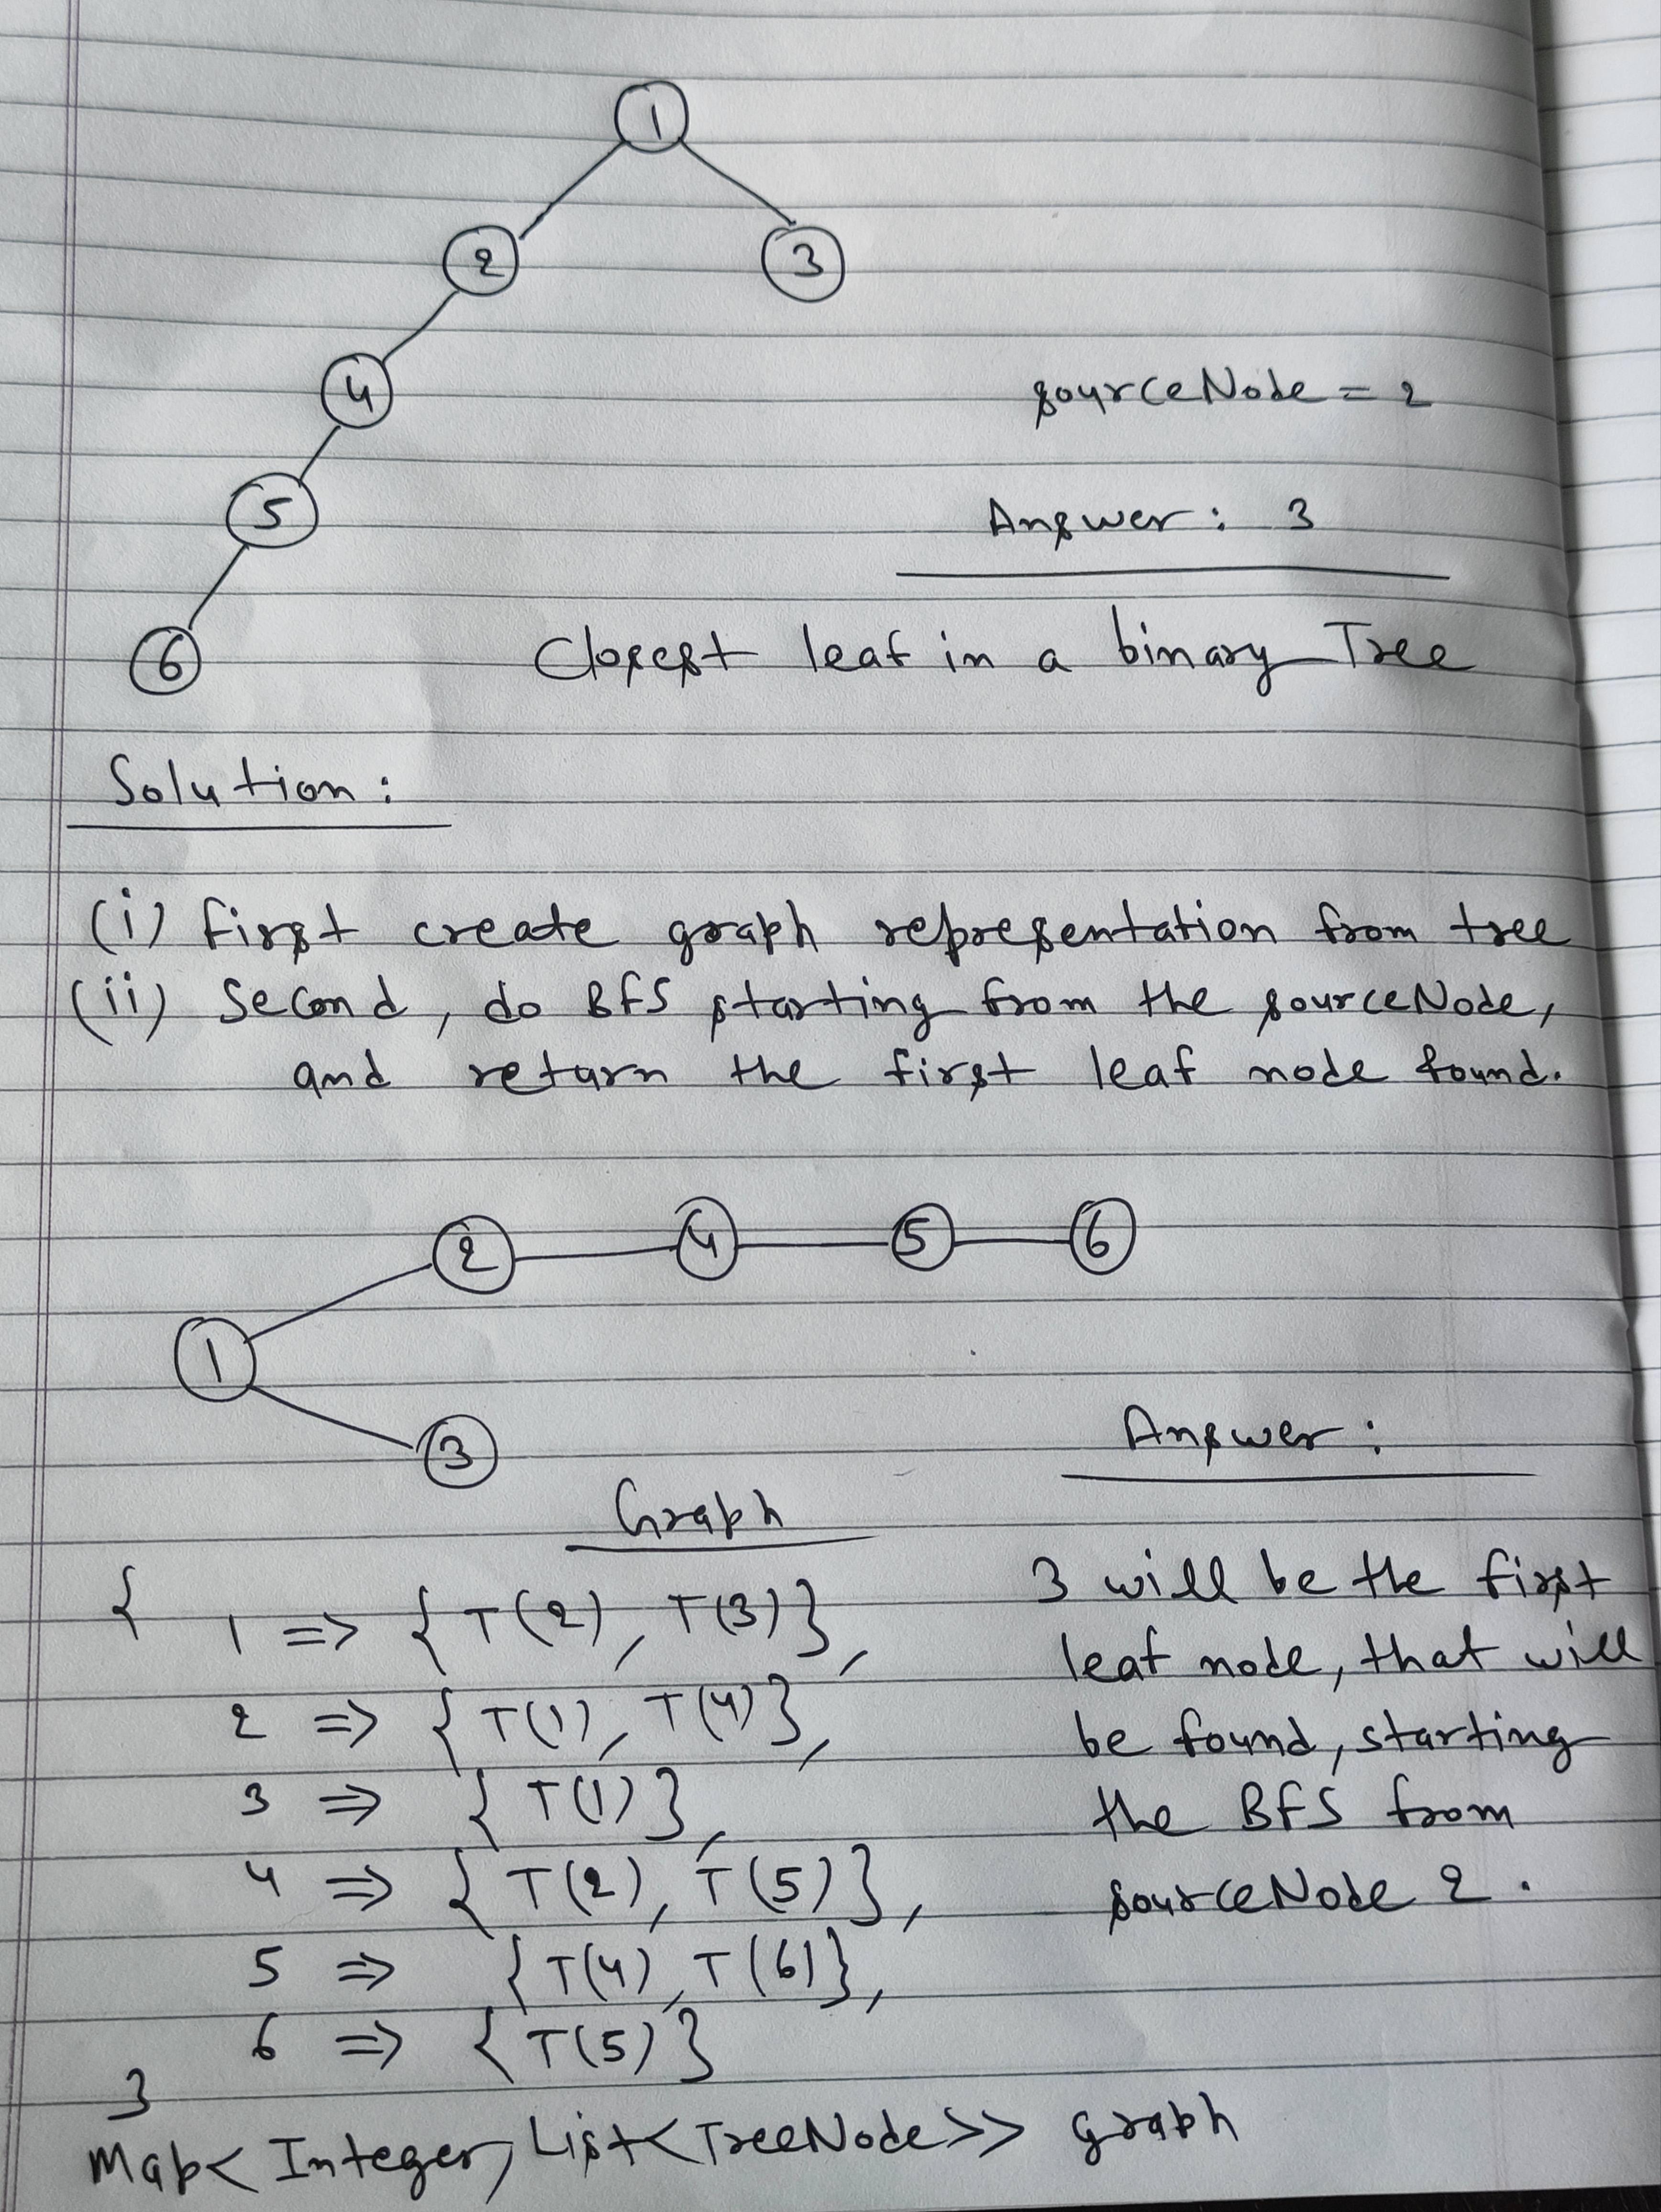 1
2 3
4
sourceNode = 2
5
Answer: 3
6
Closest leaf in a binary Tree
Solution:
(i) First create graph representation from tree
(ii) Second, do BFS starting from the sourceNode,
and return the first leaf node found.
2 4 5 6
1
3
Answer:
Graph
{
1 => {T(2), T(3)},
2 => {T(1), T(4)},
3 => {T(1)},
4 => {T(2), T(5)},
5 => {T(4), T(6)},
6 => {T(5)}
}
3 will be the first
leaf node, that will
be found, starting
the BFS from
sourceNode 2.
Map<Integer, List<TreeNode>> graph